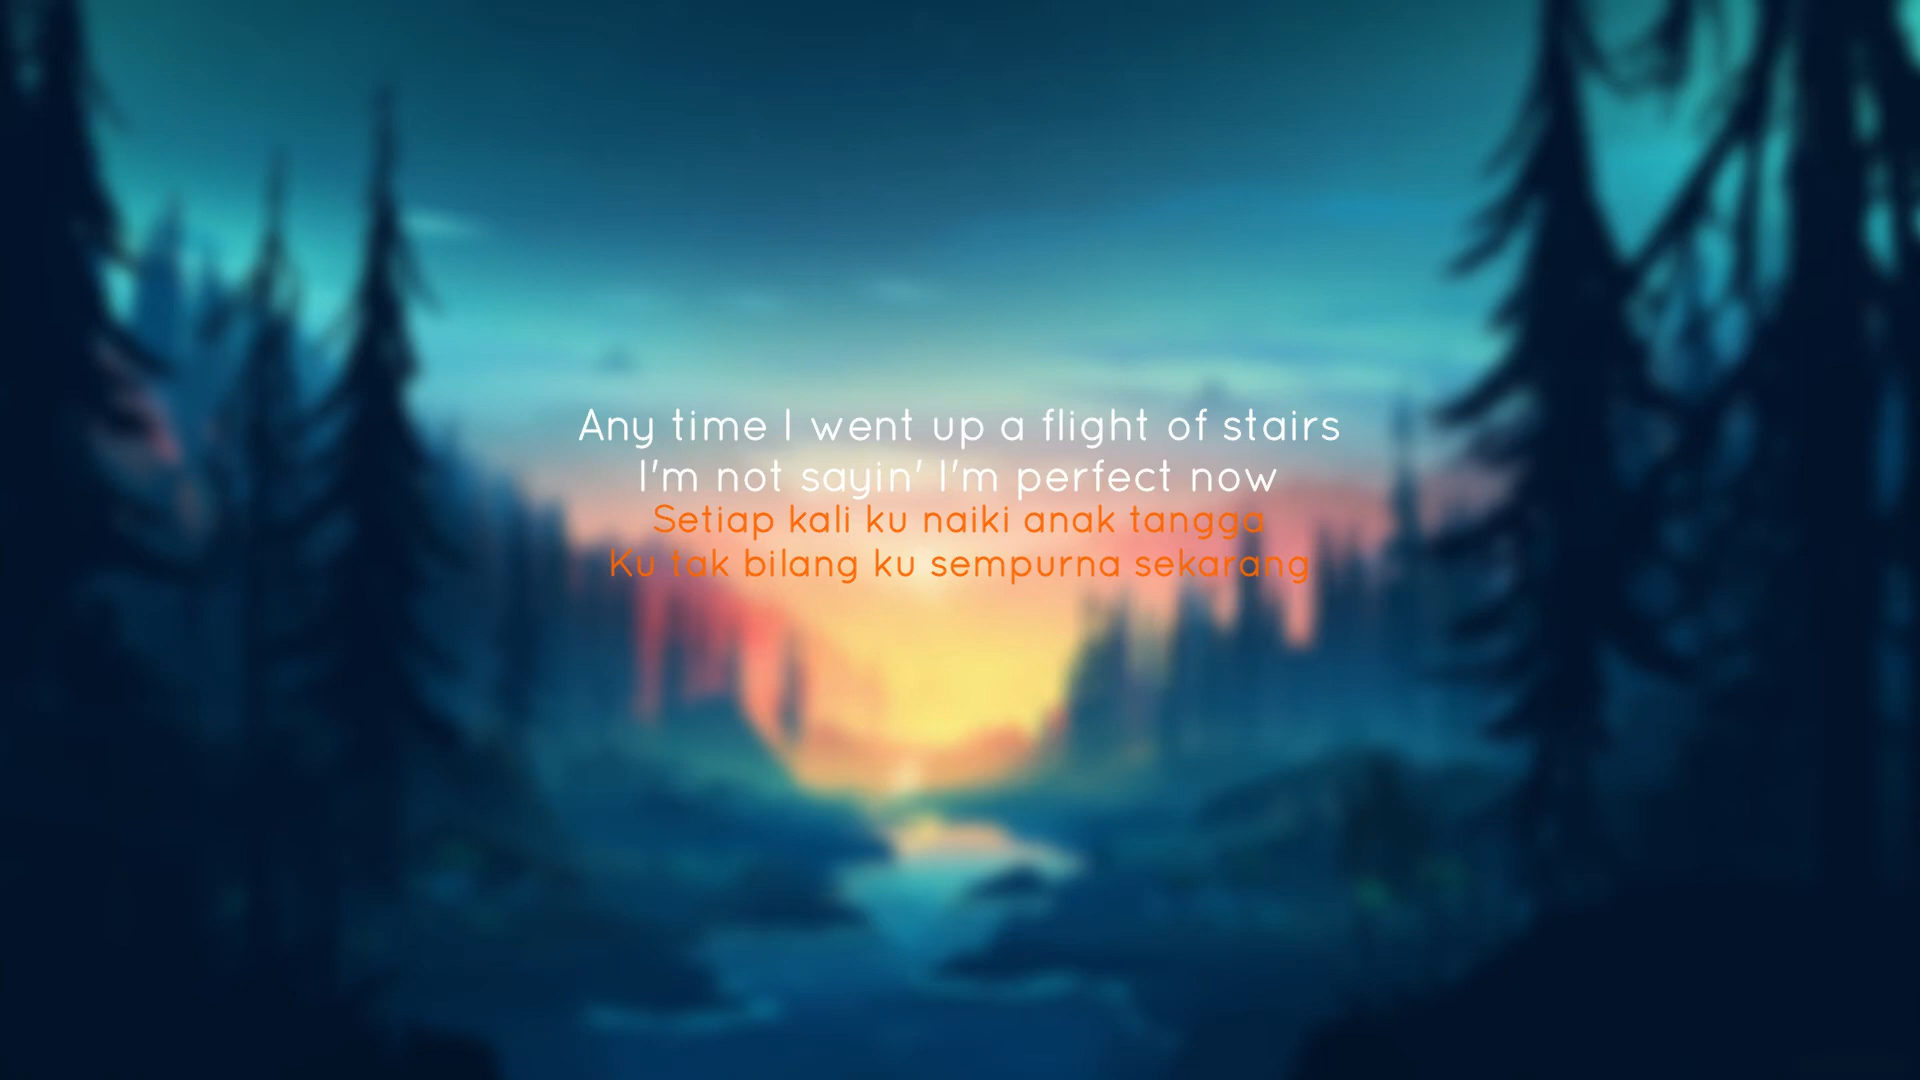 Any time I went up a flight of stairs
I'm not sayin' I'm perfect now
Setiap kali ku naiki anak tangga
Ku tak bilang ku sempurna sekarang